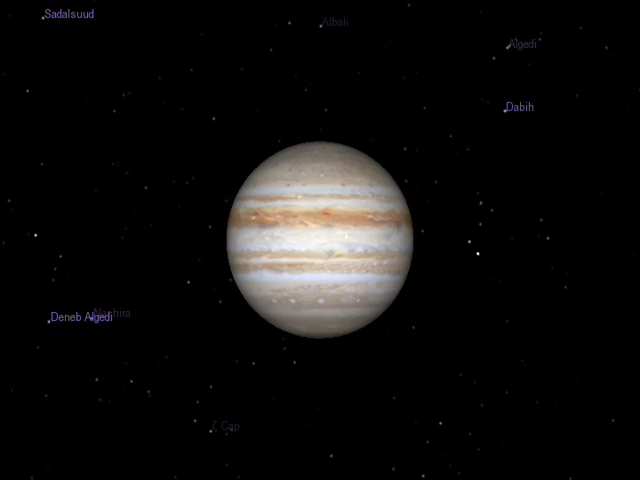 Sadalsuud
Albali
Algedi
Dabih
Nashira
Deneb Algedi
ζ Cap